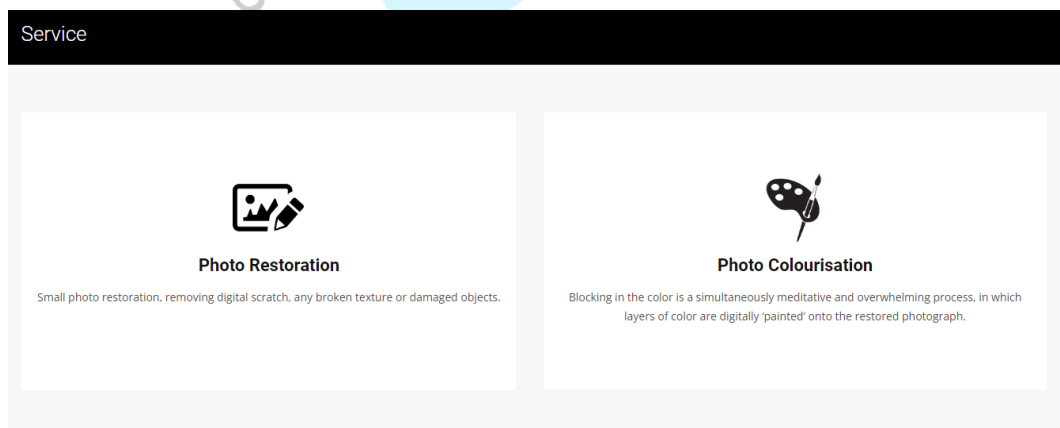 Service
Photo Restoration
Small photo restoration, removing digital scratch, any broken texture or damaged objects.
Photo Colourisation
Blocking in the color is a simultaneously meditative and overwhelming process, in which
layers of color are digitally ‘painted’ onto the restored photograph.